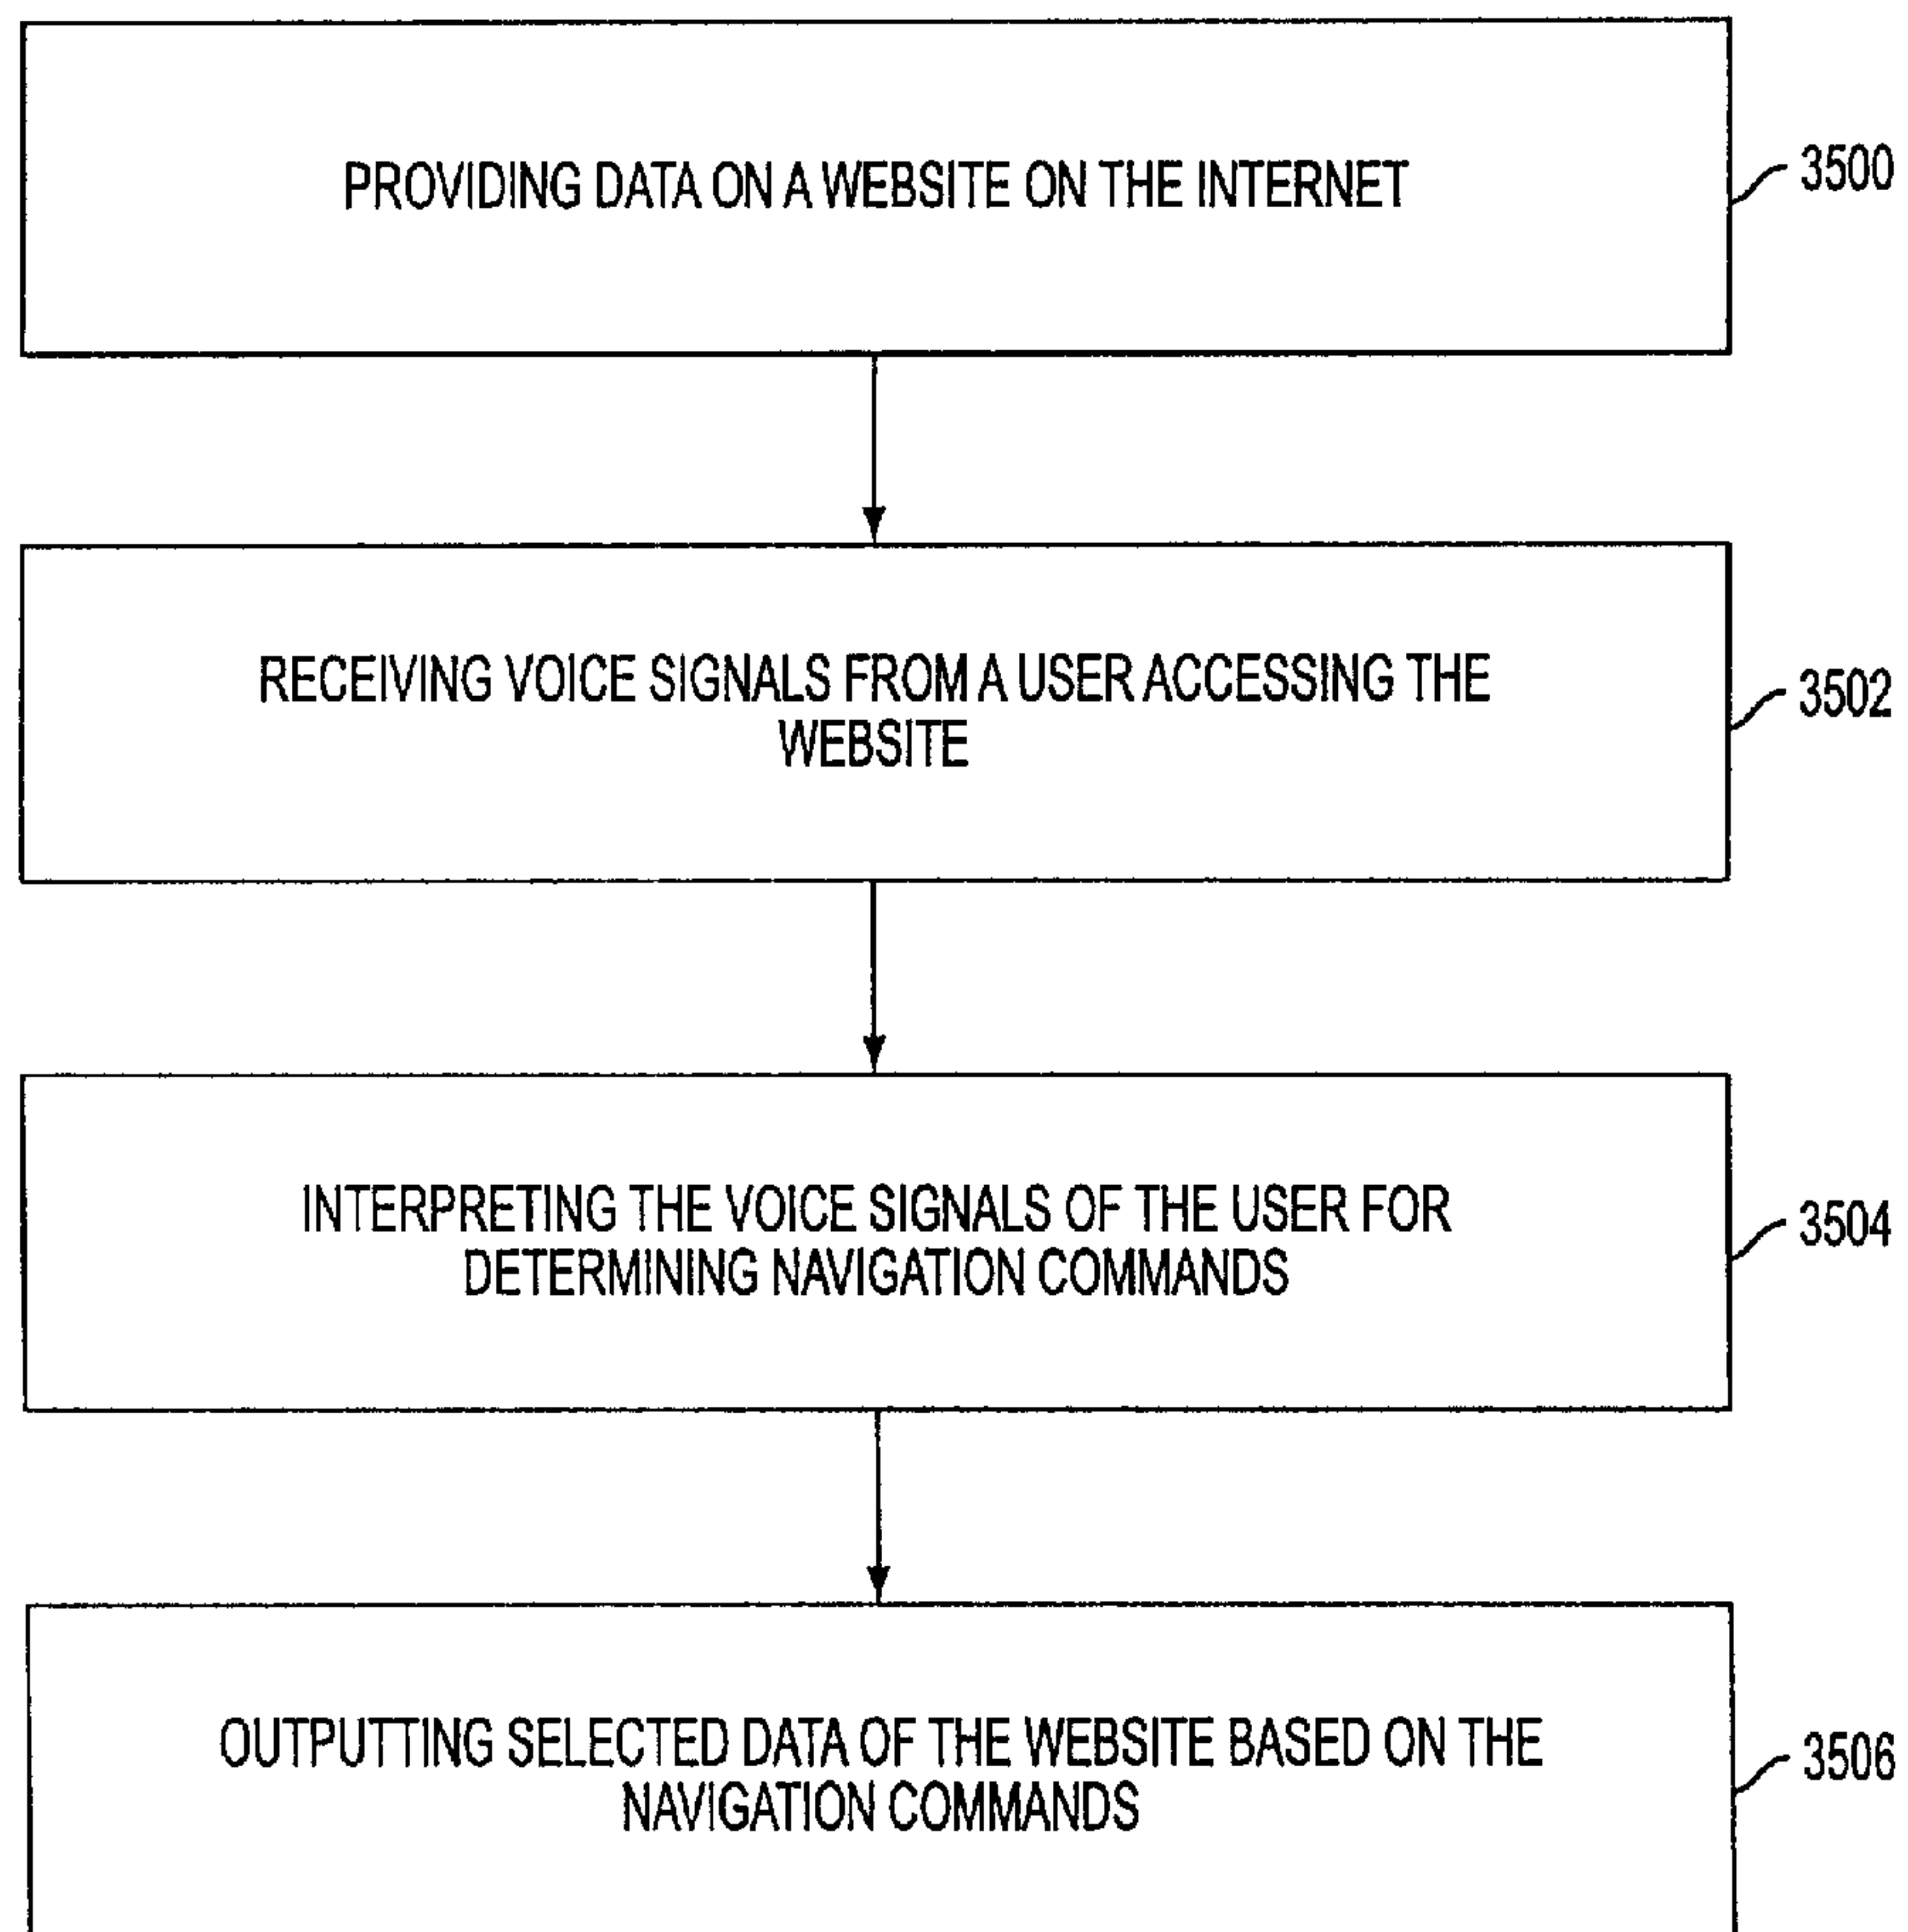 PROVIDING DATA ON A WEBSITE ON THE INTERNET
3500
RECEIVING VOICE SIGNALS FROM A USER ACCESSING THE
WEBSITE
3502
INTERPRETING THE VOICE SIGNALS OF THE USER FOR
DETERMINING NAVIGATION COMMANDS
3504
OUTPUTTING SELECTED DATA OF THE WEBSITE BASED ON THE
NAVIGATION COMMANDS
3506